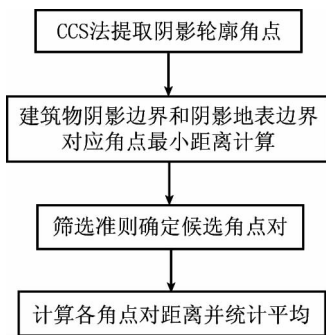 CCS法提取阴影轮廓角点
建筑物阴影边界和阴影地表边界
对应角点最小距离计算
筛选准则确定候选角点对
计算各角点对距离并统计平均